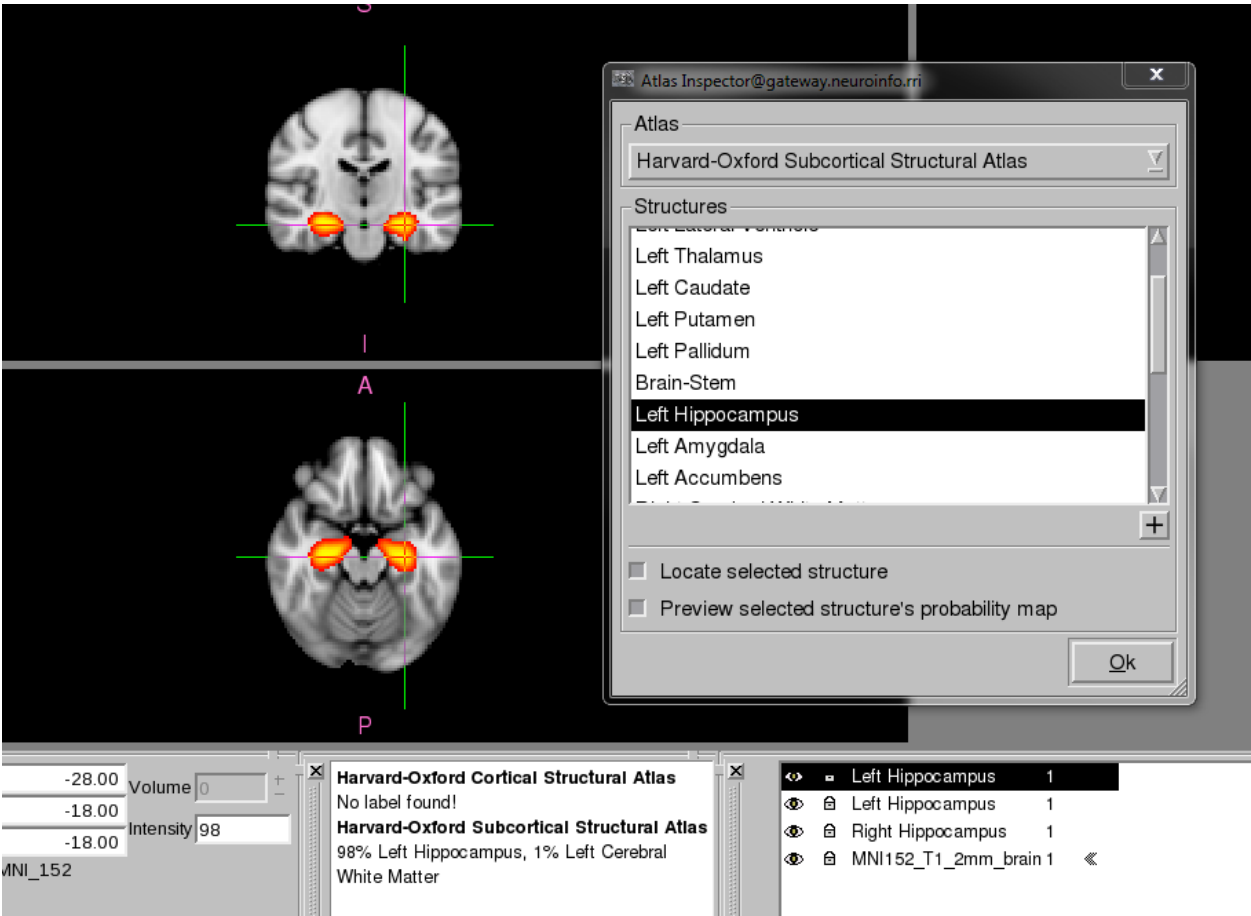 S
I
A
P
Atlas Inspector@gateway.neuroinfo.rri
x
Atlas
Harvard-Oxford Subcortical Structural Atlas
Structures
Left Lateral Ventricle
Left Thalamus
Left Caudate
Left Putamen
Left Pallidum
Brain-Stem
Left Hippocampus
Left Amygdala
Left Accumbens
+
Locate selected structure
Preview selected structure's probability map
Ok
-28.00
-18.00
-18.00
Volume 0
Intensity 98
MNI_152
Harvard-Oxford Cortical Structural Atlas
No label found!
Harvard-Oxford Subcortical Structural Atlas
98% Left Hippocampus, 1% Left Cerebral
White Matter
Left Hippocampus 1
Left Hippocampus 1
Right Hippocampus 1
MNI152_T1_2mm_brain 1